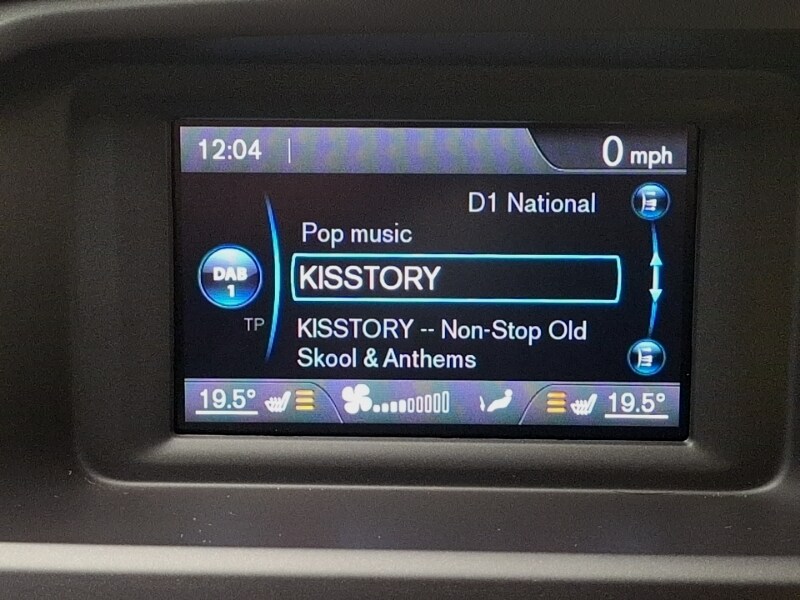 12:04
0 mph
D1 National
Pop music
DAB
1
KISSTORY
TP
KISSTORY -- Non-Stop Old
Skool & Anthems
19.5° 19.5°